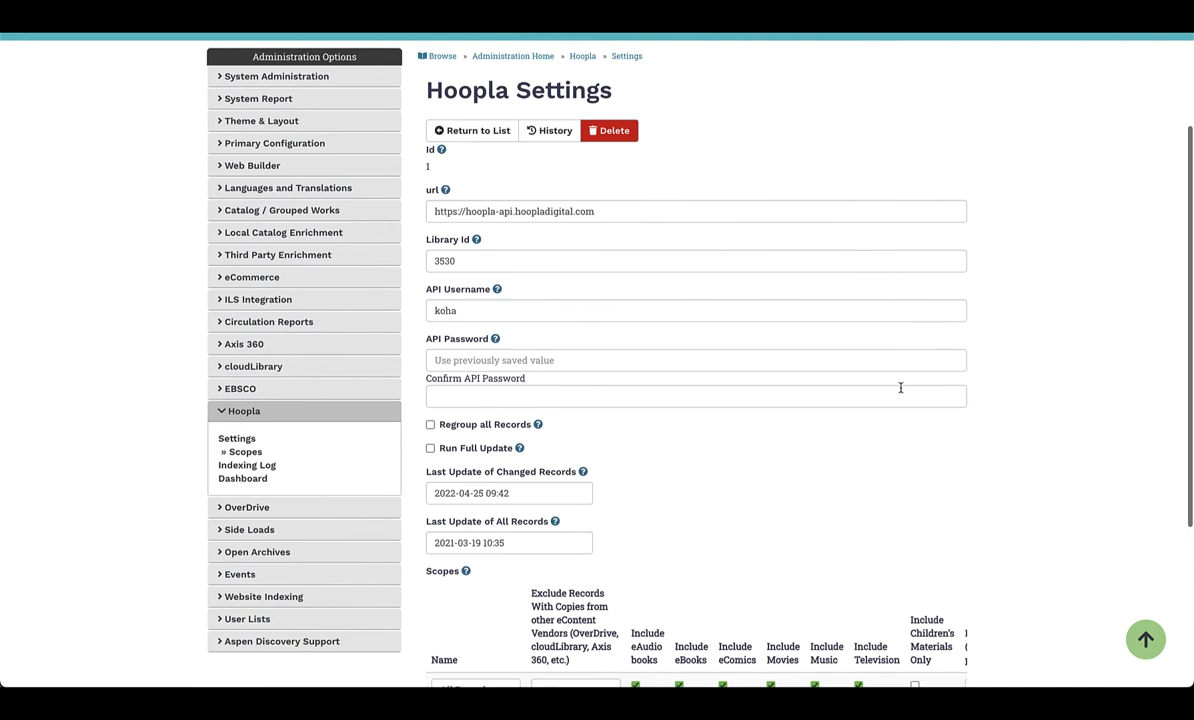 Administration Options
System Administration
System Report
Theme & Layout
Primary Configuration
Web Builder
Languages and Translations
Catalog / Grouped Works
Local Catalog Enrichment
Third Party Enrichment
eCommerce
ILS Integration
Circulation Reports
Axis 360
cloudLibrary
EBSCO
Hoopla
Settings
» Scopes
Indexing Log
Dashboard
OverDrive
Side Loads
Open Archives
Events
Website Indexing
User Lists
Aspen Discovery Support
Browse » Administration Home » Hoopla » Settings
Hoopla Settings
Return to List History Delete
Id
1
url
https://hoopla-api.hoopladigital.com
Library Id
3530
API Username
koha
API Password
Use previously saved value
Confirm API Password
Regroup all Records
Run Full Update
Last Update of Changed Records
2022-04-25 09:42
Last Update of All Records
2021-03-19 10:35
Scopes
Name
Exclude Records
With Copies from
other eContent
Vendors (OverDrive,
cloudLibrary, Axis
360, etc.)
Include
eAudio
books
Include
eBooks
Include
eComics
Include
Movies
Include
Music
Include
Television
Include
Children's
Materials
Only